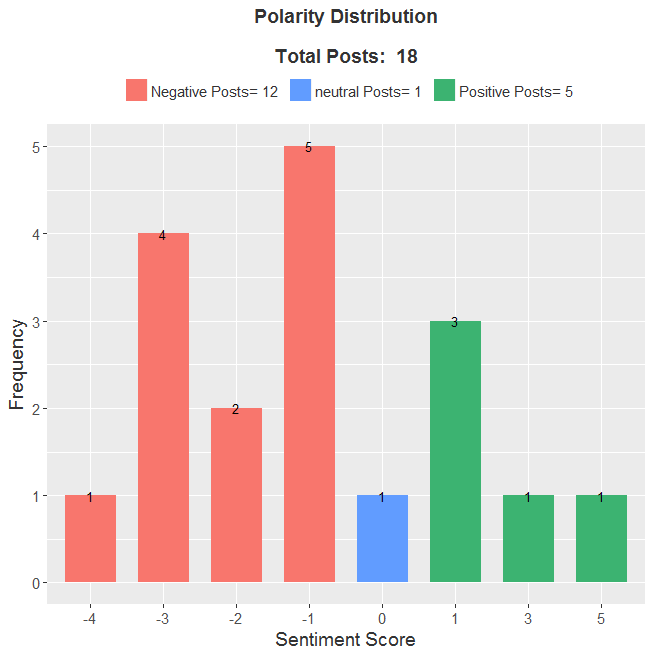 Polarity Distribution
Total Posts:  18
Negative Posts= 12 neutral Posts= 1 Positive Posts= 5
Frequency
5
4
3
2
1
0
1
4
2
5
1
3
1
1
-4 -3 -2 -1 0 1 3 5
Sentiment Score